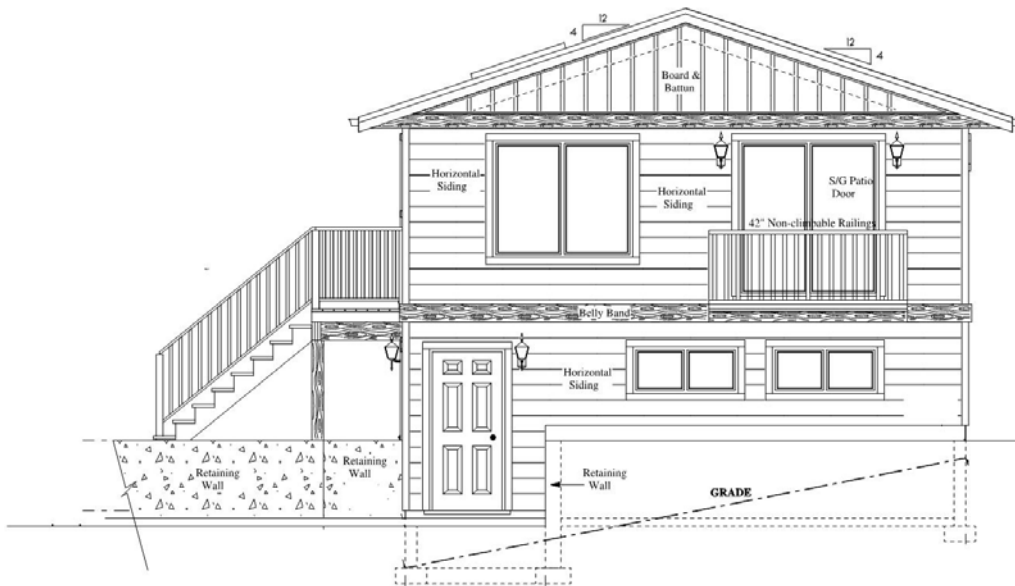 12
4
12
4
Board &
Battun
Horizontal
Siding
Horizontal
Siding
S/G Patio
Door
42" Non-climbable Railings
Belly Band
Horizontal
Siding
Retaining
Wall
Retaining
Wall
Retaining
Wall
GRADE